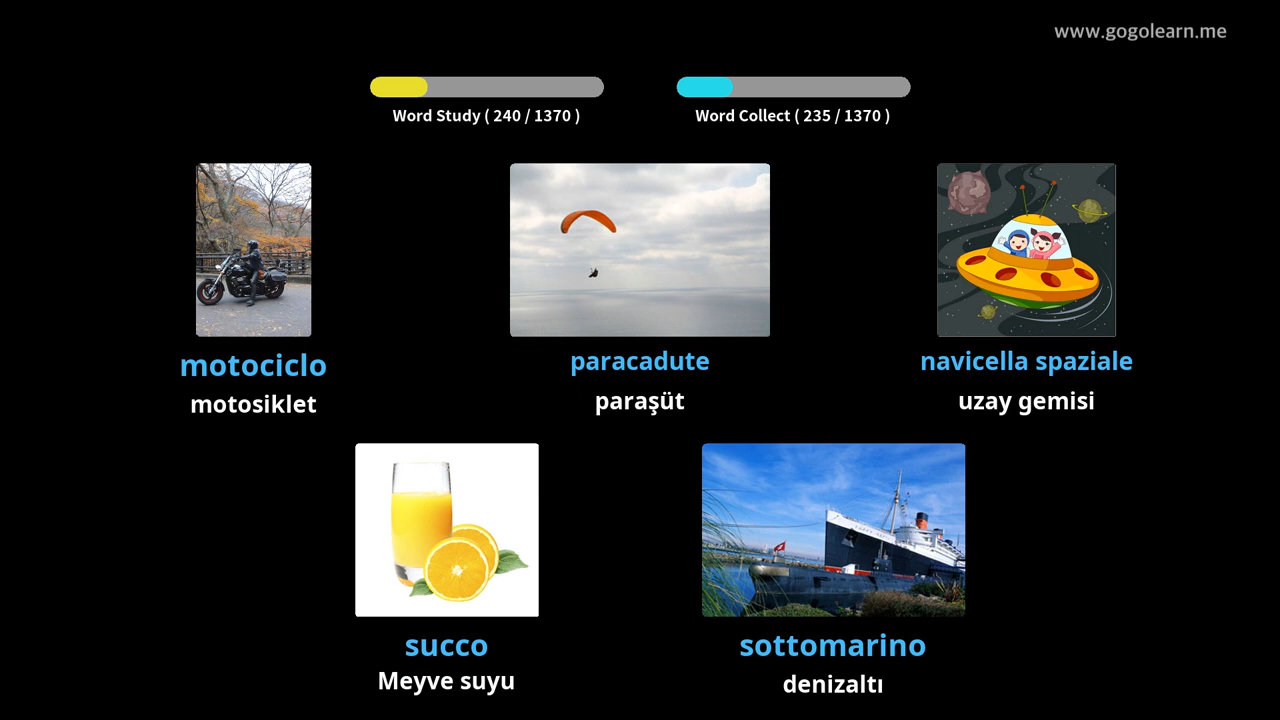 www.gogolearn.me
Word Study ( 240 / 1370 )
Word Collect ( 235 / 1370 )
motociclo
motosiklet
paracadute
paraşüt
navicella spaziale
uzay gemisi
succo
Meyve suyu
sottomarino
denizaltı